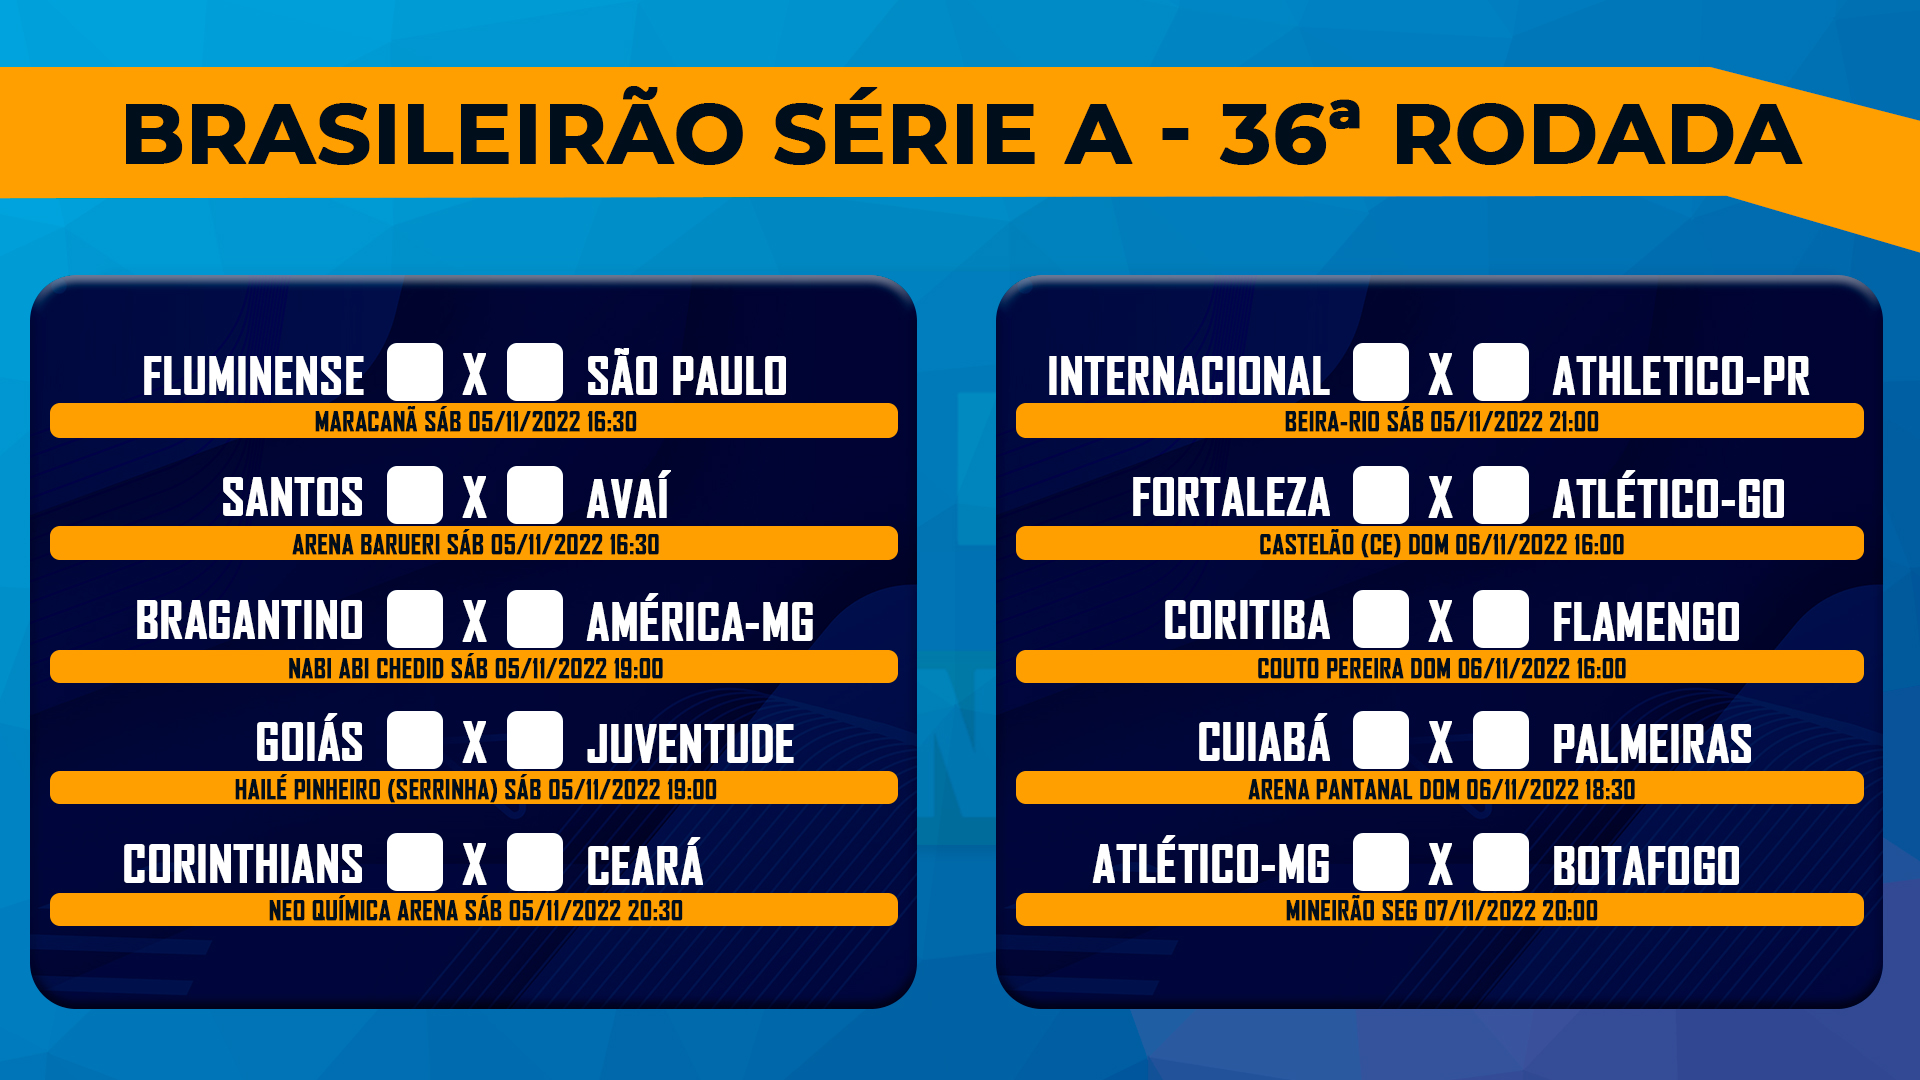 BRASILEIRÃO SÉRIE A - 36ª RODADA
FLUMINENSE X SÃO PAULO
MARACANÃ SÁB 05/11/2022 16:30
SANTOS X AVAÍ
ARENA BARUERI SÁB 05/11/2022 16:30
BRAGANTINO X AMÉRICA-MG
NABI ABI CHEDID SÁB 05/11/2022 19:00
GOIÁS X JUVENTUDE
HAILÉ PINHEIRO (SERRINHA) SÁB 05/11/2022 19:00
CORINTHIANS X CEARÁ
NEO QUÍMICA ARENA SÁB 05/11/2022 20:30
INTERNACIONAL X ATHLETICO-PR
BEIRA-RIO SÁB 05/11/2022 21:00
FORTALEZA X ATLÉTICO-GO
CASTELÃO (CE) DOM 06/11/2022 16:00
CORITIBA X FLAMENGO
COUTO PEREIRA DOM 06/11/2022 16:00
CUIABÁ X PALMEIRAS
ARENA PANTANAL DOM 06/11/2022 18:30
ATLÉTICO-MG X BOTAFOGO
MINEIRÃO SEG 07/11/2022 20:00